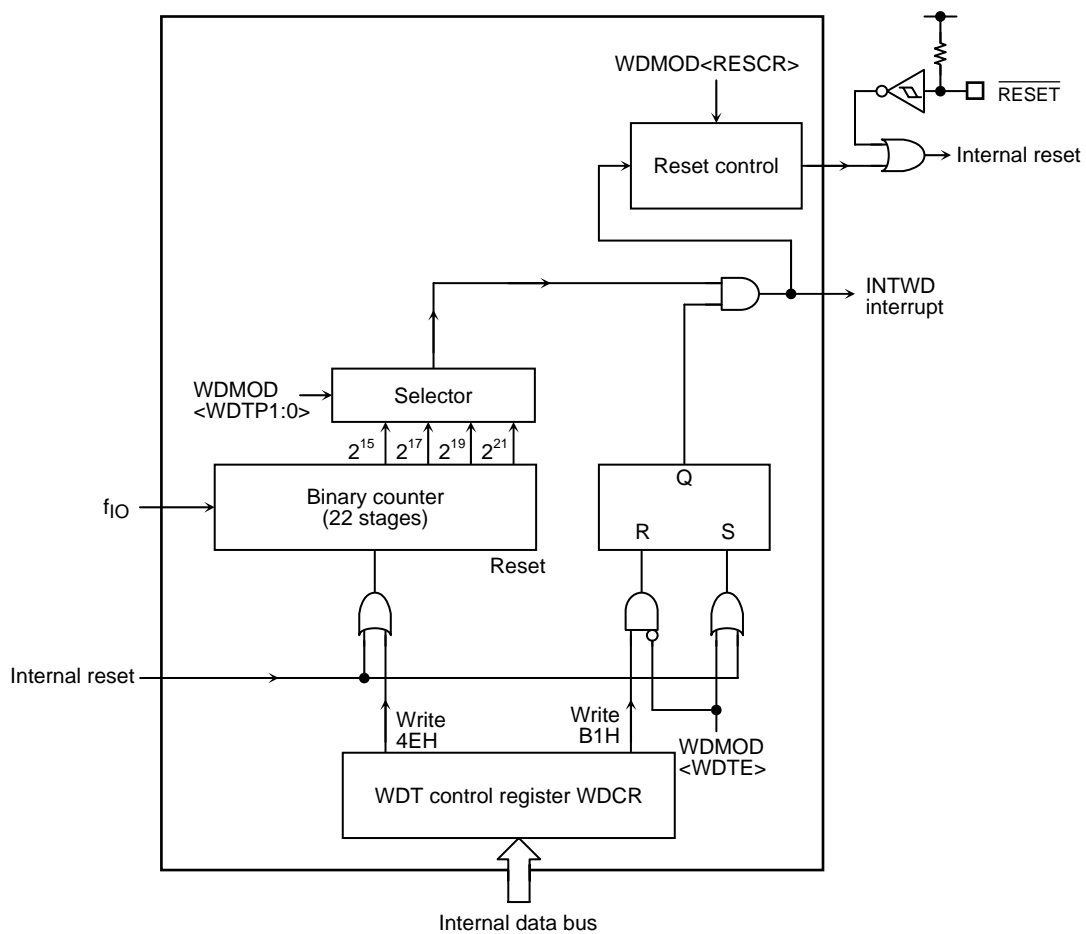 WDMOD<RESCR>
RESET
Reset control
Internal reset
INTWD
interrupt
WDMOD
<WDTP1:0>
Selector
2^15 2^17 2^19 2^21
fIO
Binary counter
(22 stages)
Q
R S
Reset
Internal reset
Write
4EH
Write
B1H
WDMOD
<WDTE>
WDT control register WDCR
Internal data bus